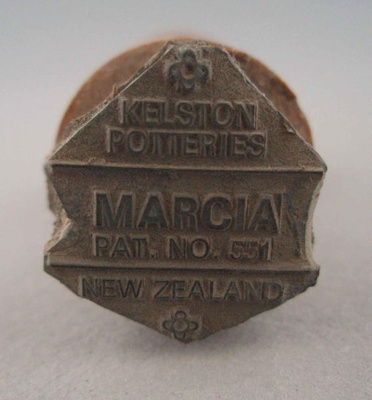 KELSTON
POTTERIES
MARCIA
PAT. NO. 551
NEW ZEALAND